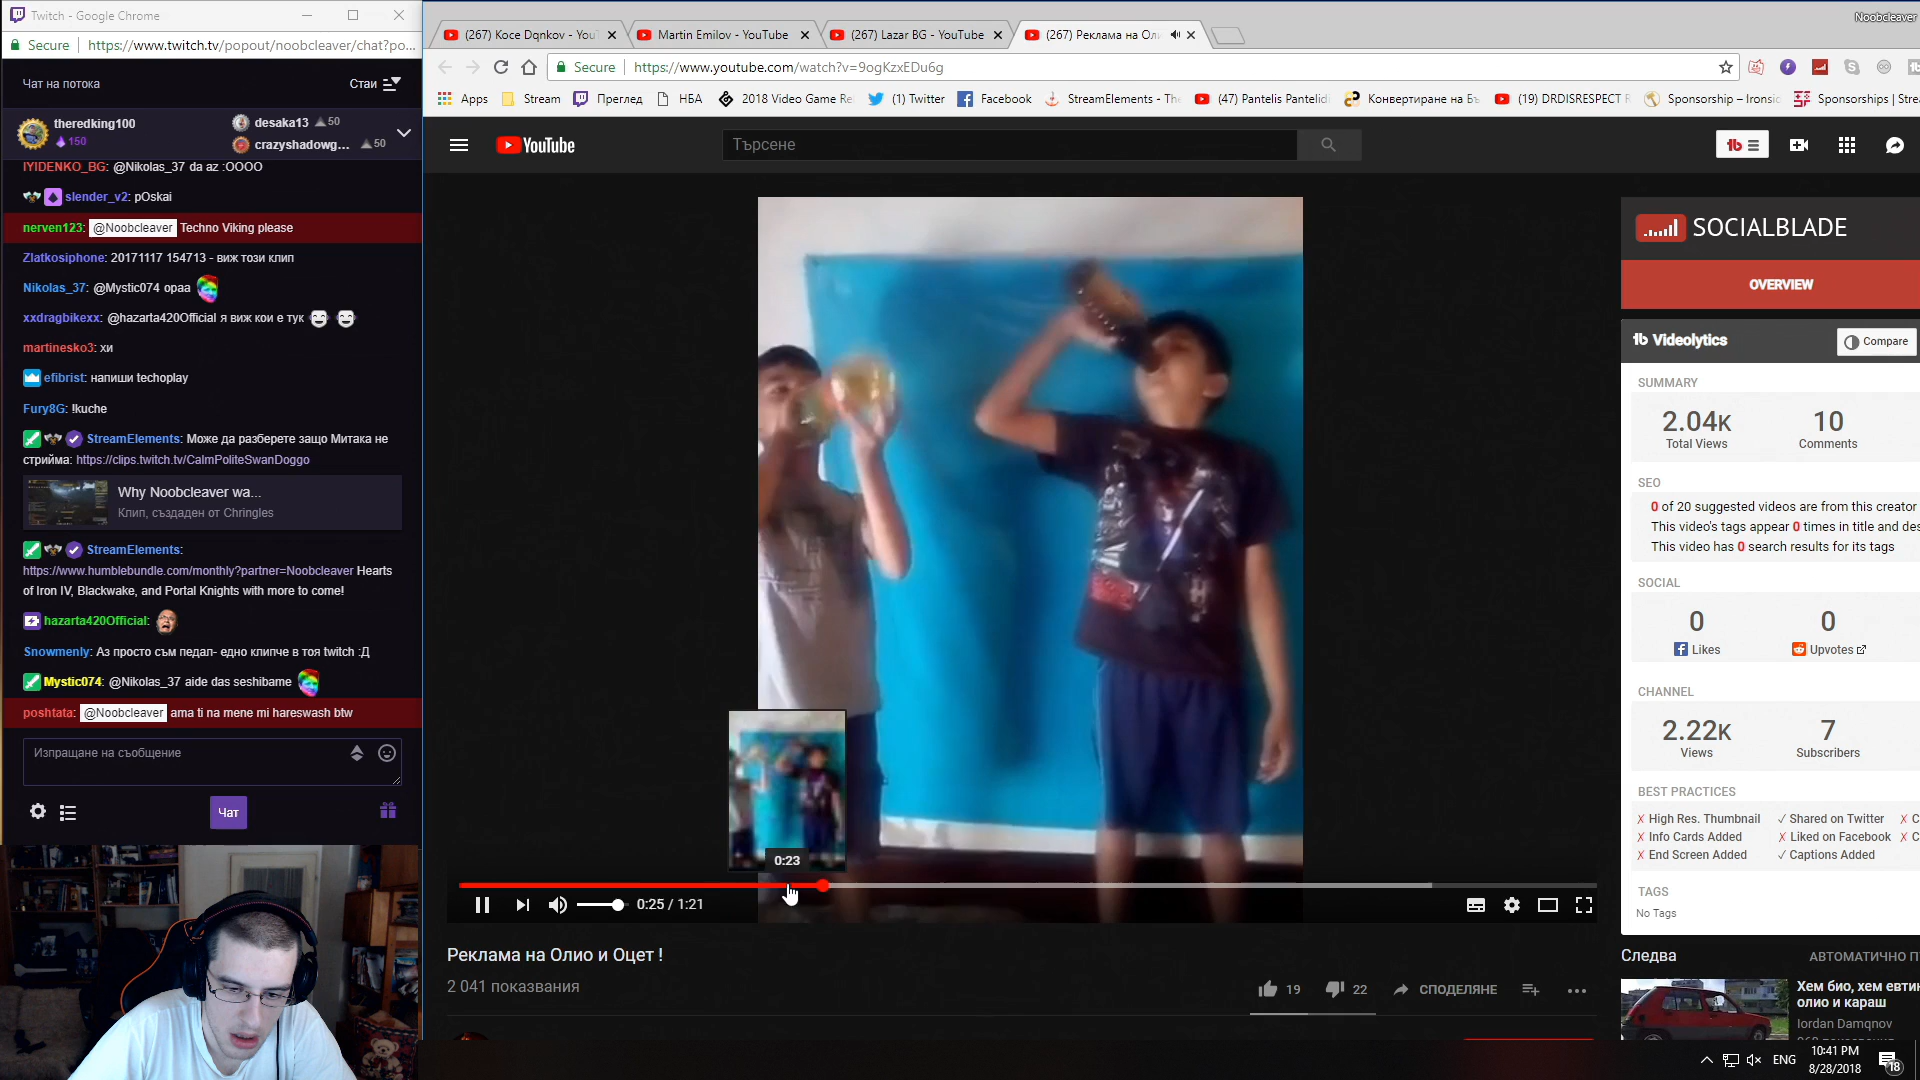 Twitch - Google Chrome
Secure
https://www.twitch.tv/popout/noobcleaver/chat?po...
Чат на потока
Стаи
theredking100
150
desaka13 50
crazyshadowg... 50
IYIDENKO_BG: @Nikolas_37 da az :OOOO
slender_v2: pOskai
nerven123: @Noobcleaver Techno Viking please
Zlatkosiphone: 20171117 154713 - виж този клип
Nikolas_37: @Mystic074 opaa
xxdragbikexx: @hazarta420Official я виж кои е тук
martinesko3: хи
efibrist: напиши techoplay
Fury8G: !kuche
StreamElements: Може да разберете защо Митака не
стрийма: https://clips.twitch.tv/CalmPoliteSwanDoggo
Why Noobcleaver wa...
Клип, създаден от Chringles
StreamElements:
https://www.humblebundle.com/monthly?partner=Noobcleaver Hearts
of Iron IV, Blackwake, and Portal Knights with more to come!
hazarta420Official:
Snowmenly: Аз просто съм педал- едно клипче в тоя twitch :Д
Mystic074: @Nikolas_37 aide das seshibame
poshtata: @Noobcleaver ama ti na mene mi hareswash btw
Изпращане на съобщение
Чат
Noobcleaver
(267) Koce Dqnkov - YouT
Martin Emilov - YouTube
(267) Lazar BG - YouTube
(267) Реклама на Оли
Secure
https://www.youtube.com/watch?v=9ogKzxEDu6g
Apps
Stream
Преглед
НБА
2018 Video Game Re
(1) Twitter
Facebook
StreamElements - The
(47) Pantelis Pantelidi
Конвертиране на Бъ
(19) DRDISRESPECT R
Sponsorship – Ironsic
Sponsorships | Strea
YouTube
Търсене
0:23
0:25 / 1:21
Реклама на Олио и Оцет !
2 041 показвания
19
22
СПОДЕЛЯНЕ
SOCIALBLADE
OVERVIEW
Videolytics
Compare
SUMMARY
2.04K
Total Views
10
Comments
SEO
0 of 20 suggested videos are from this creator
This video's tags appear 0 times in title and des
This video has 0 search results for its tags
SOCIAL
0
Likes
0
Upvotes
CHANNEL
2.22K
Views
7
Subscribers
BEST PRACTICES
High Res. Thumbnail
Shared on Twitter
C
Info Cards Added
Liked on Facebook
C
End Screen Added
Captions Added
TAGS
No Tags
Следва
АВТОМАТИЧНО П
Хем био, хем евтин
олио и караш
Iordan Damqnov
ENG
10:41 PM
8/28/2018
18